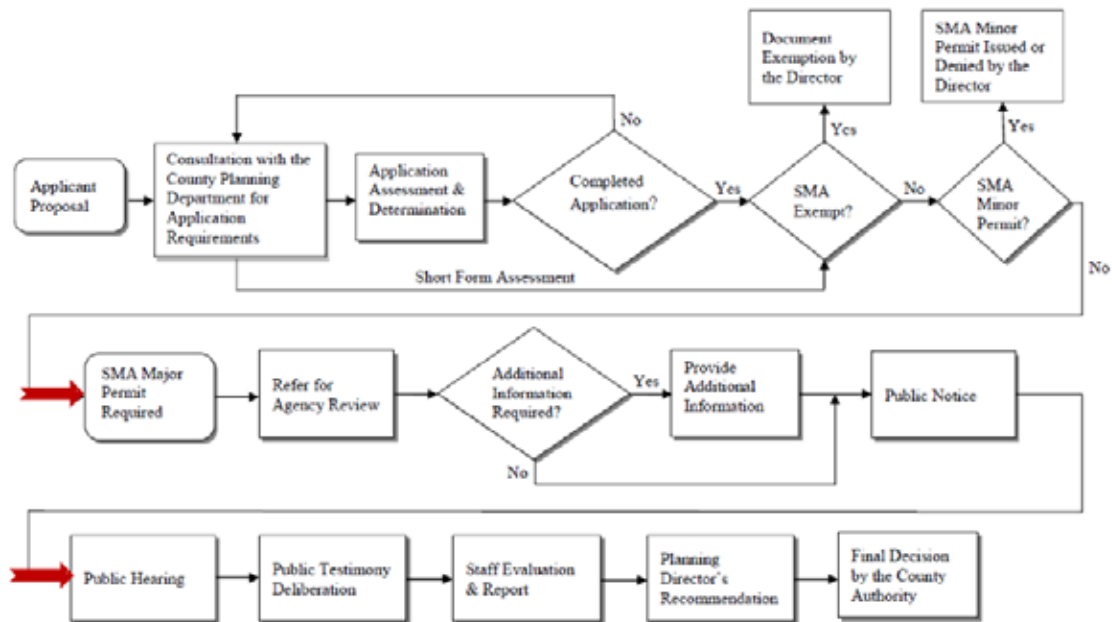 Document
Exemption by
the Director
SMA Minor
Permit Issued or
Denied by the
Director
No
Yes
Yes
Applicant
Proposal
Consultation with the
County Planning
Department for
Application
Requirements
Application
Assessment &
Determination
Completed
Application?
Yes
SMA
Exempt?
No
SMA
Minor
Permit?
Short Form Assessment
No
SMA Major
Permit
Required
Refer for
Agency Review
Additional
Information
Required?
Yes
Provide
Additional
Information
Public Notice
No
Public Hearing
Public Testimony
Deliberation
Staff Evaluation
& Report
Planning
Director's
Recommendation
Final Decision
by the County
Authority